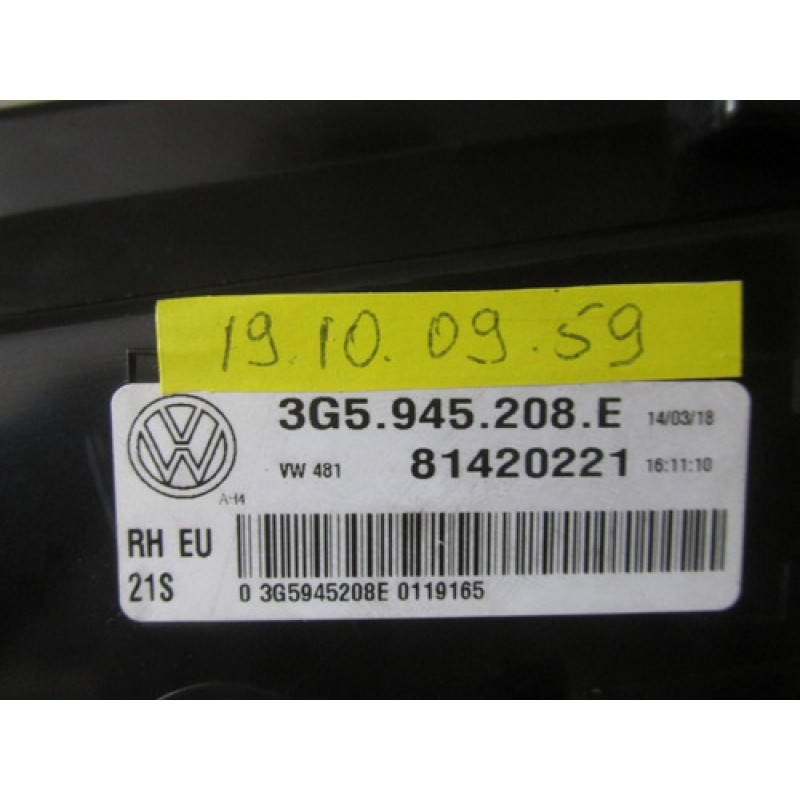 19.10.09.59
3G5.945.208.E 14/03/18
VW 481 81420221 16:11:10
A-14
RH EU
21S
0 3G5945208E 0119165